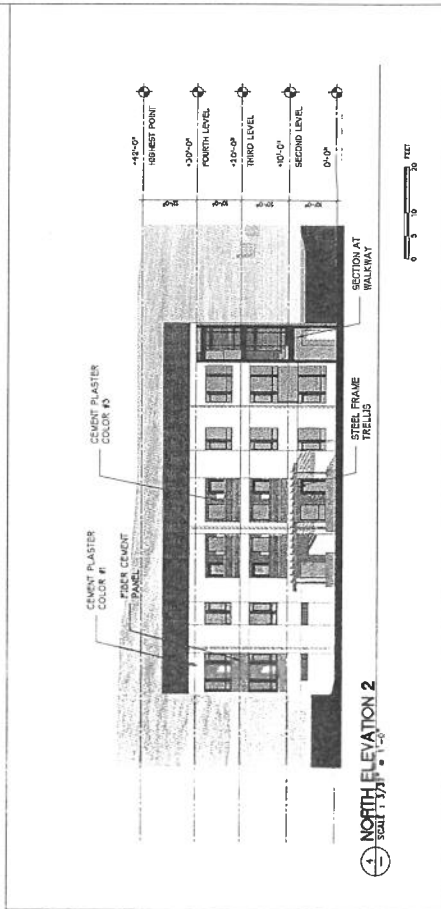 CEMENT PLASTER
COLOR #1
FIBER CEMENT
PANEL
CEMENT PLASTER
COLOR #3
+42'-0"
HIGHEST POINT
+30'-0"
FOURTH LEVEL
+20'-0"
THIRD LEVEL
+10'-0"
SECOND LEVEL
0'-0"
STEEL FRAME
TRELLIS
SECTION AT
WALKWAY
NORTH ELEVATION 2
0 5 10 20 FEET